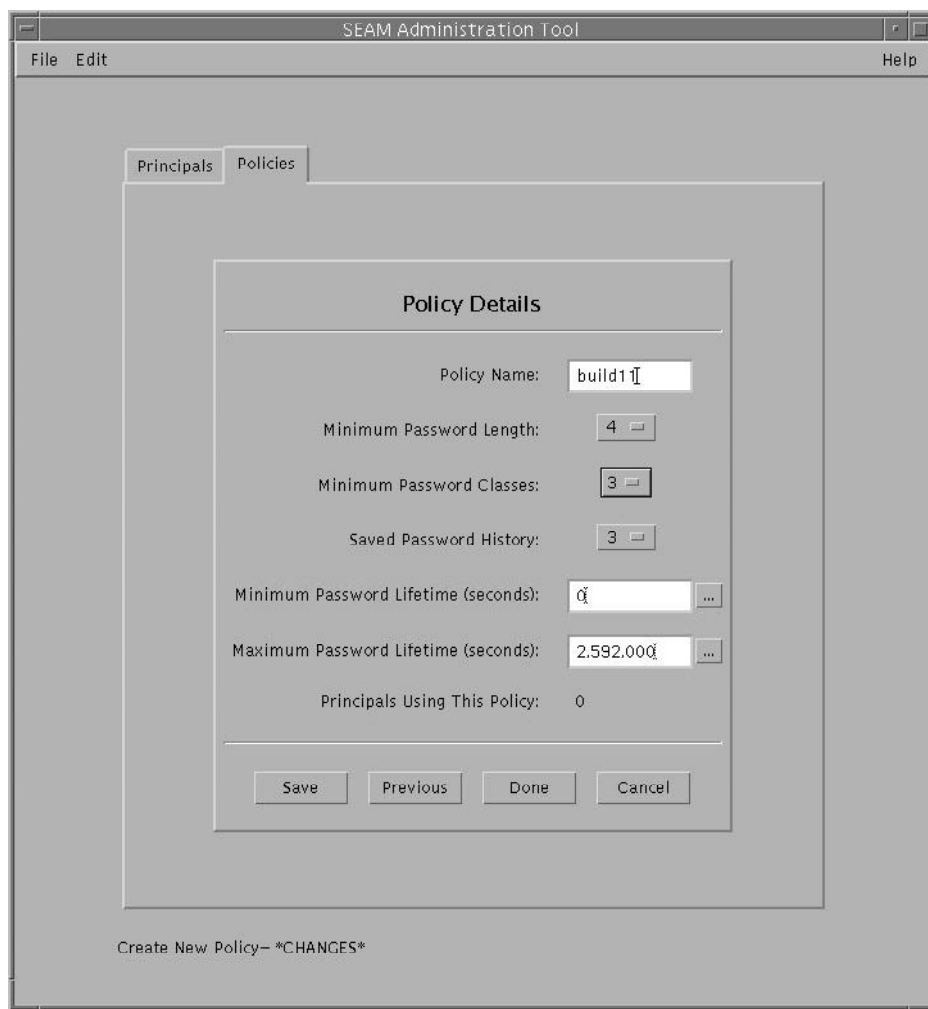 SEAM Administration Tool
File Edit Help
Principals Policies
Policy Details
Policy Name: build11
Minimum Password Length: 4
Minimum Password Classes: 3
Saved Password History: 3
Minimum Password Lifetime (seconds): 0 ...
Maximum Password Lifetime (seconds): 2.592.000 ...
Principals Using This Policy: 0
Save Previous Done Cancel
Create New Policy– *CHANGES*